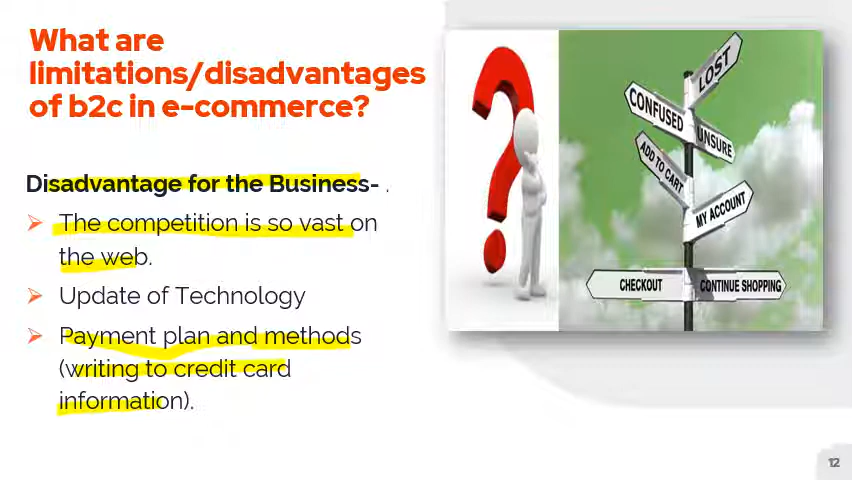 What are
limitations/disadvantages
of b2c in e-commerce?
Disadvantage for the Business- .
The competition is so vast on
the web.
Update of Technology
Payment plan and methods
(writing to credit card
information).
LOST
CONFUSED
UNSURE
ADD TO CART
MY ACCOUNT
CHECKOUT
CONTINUE SHOPPING
12